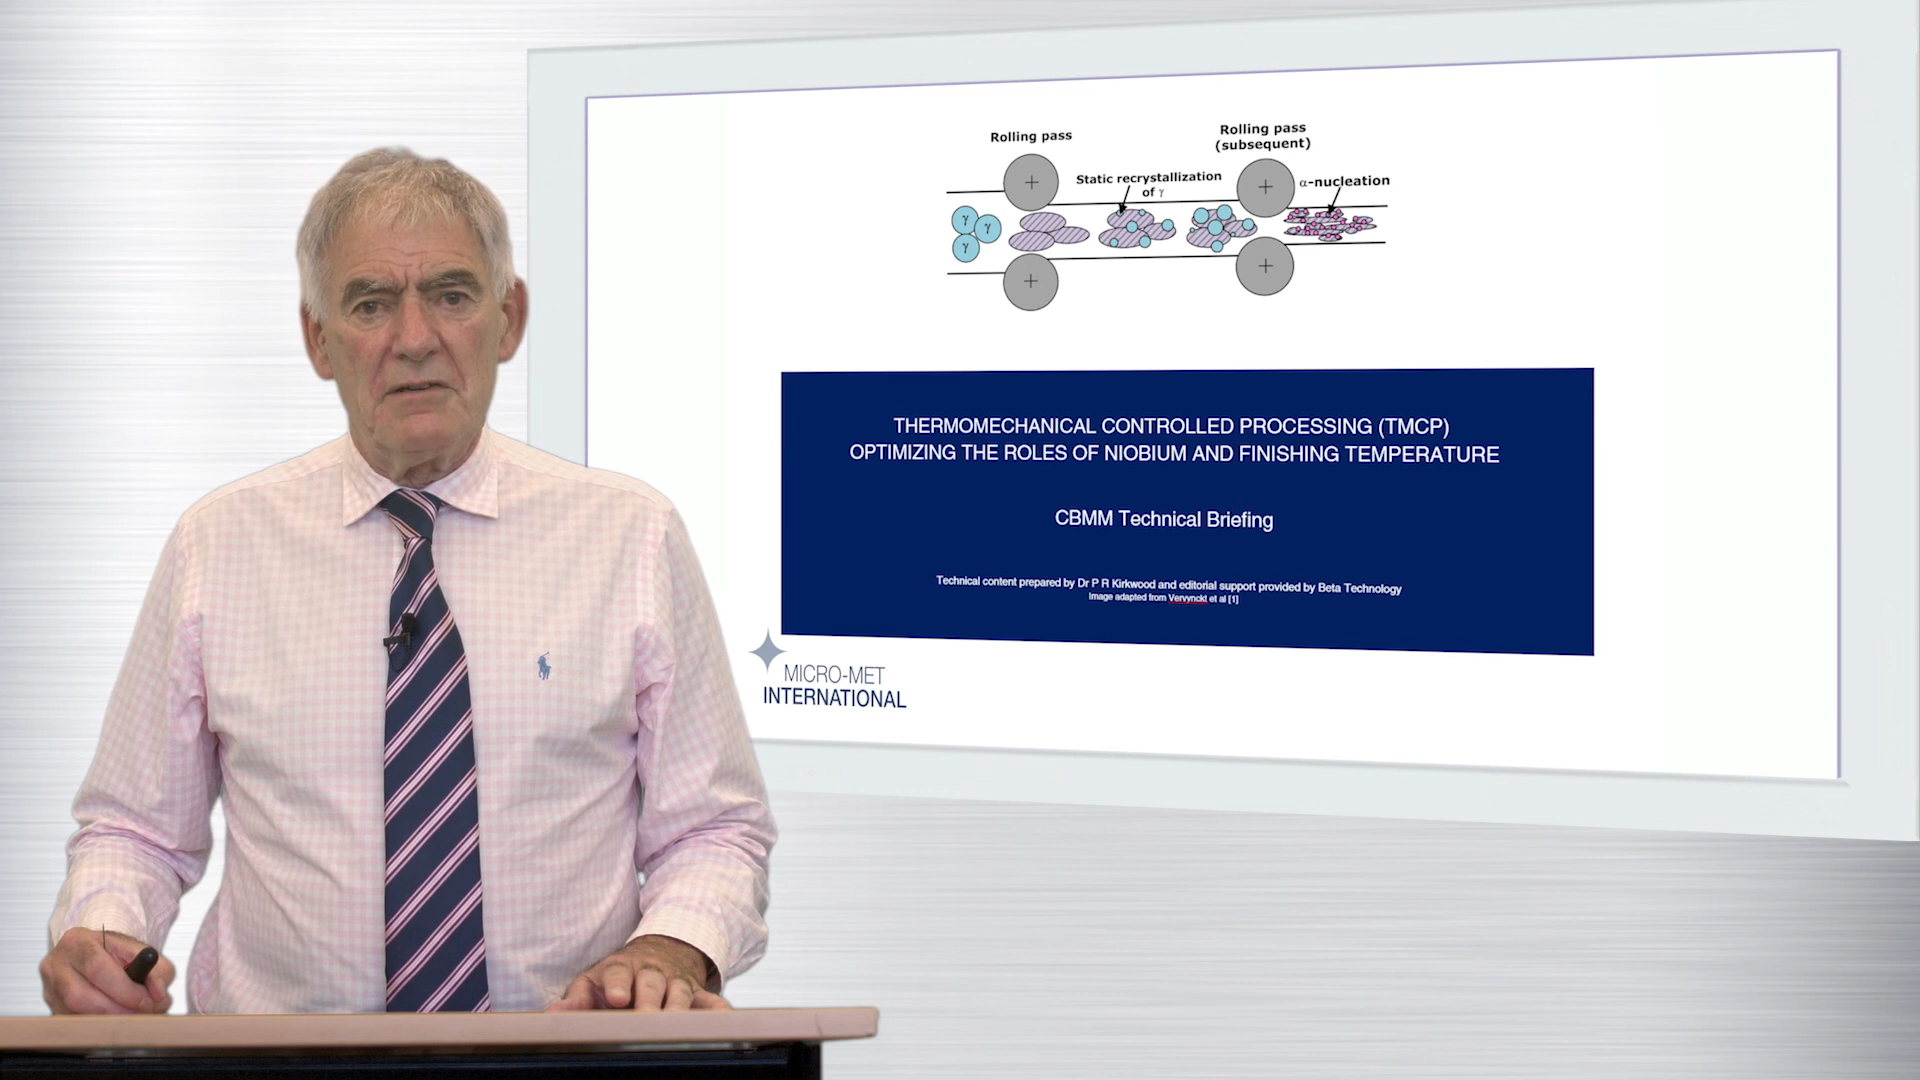 Rolling pass
Rolling pass
(subsequent)
Static recrystallization
of γ
α-nucleation
γ
γ
γ
THERMOMECHANICAL CONTROLLED PROCESSING (TMCP)
OPTIMIZING THE ROLES OF NIOBIUM AND FINISHING TEMPERATURE
CBMM Technical Briefing
Technical content prepared by Dr P R Kirkwood and editorial support provided by Beta Technology
Image adapted from Vervynckt et al [1]
MICRO-MET
INTERNATIONAL